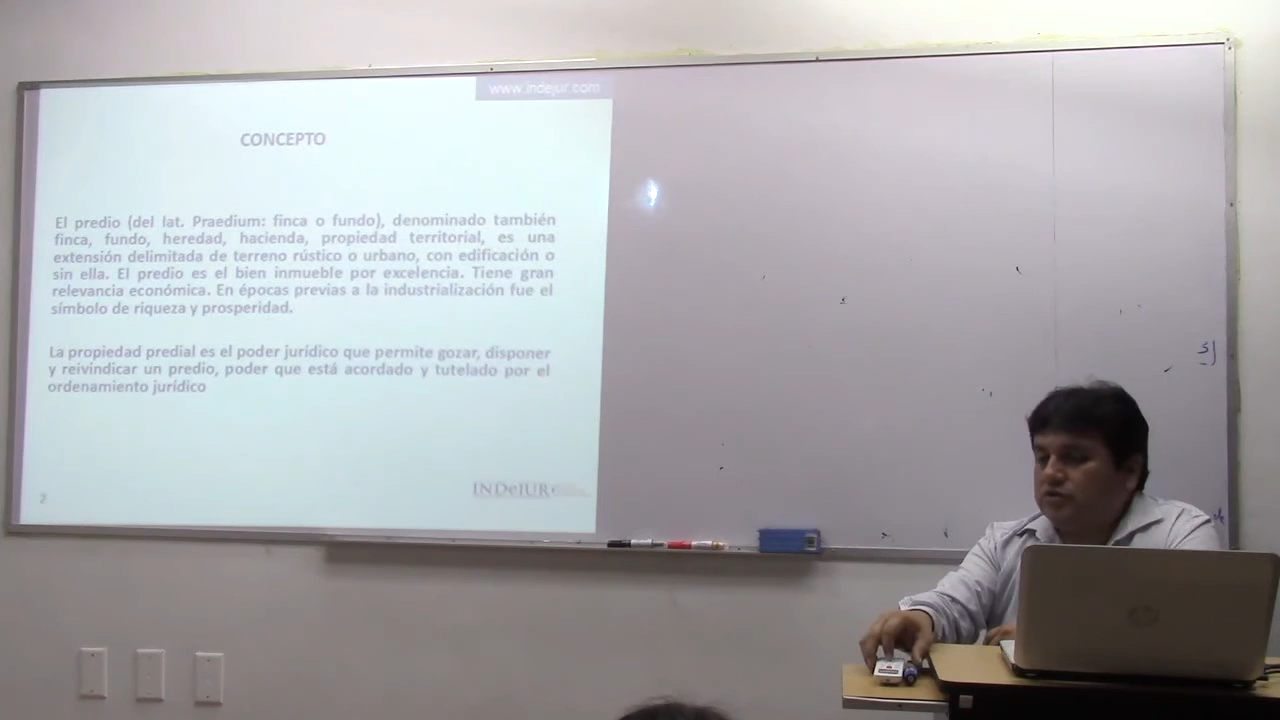 www.indejur.com
CONCEPTO
El predio (del lat. Praedium: finca o fundo), denominado también
finca, fundo, heredad, hacienda, propiedad territorial, es una
extensión delimitada de terreno rústico o urbano, con edificación o
sin ella. El predio es el bien inmueble por excelencia. Tiene gran
relevancia económica. En épocas previas a la industrialización fue el
símbolo de riqueza y prosperidad.
La propiedad predial es el poder jurídico que permite gozar, disponer
y reivindicar un predio, poder que está acordado y tutelado por el
ordenamiento jurídico
2
INDeJUR